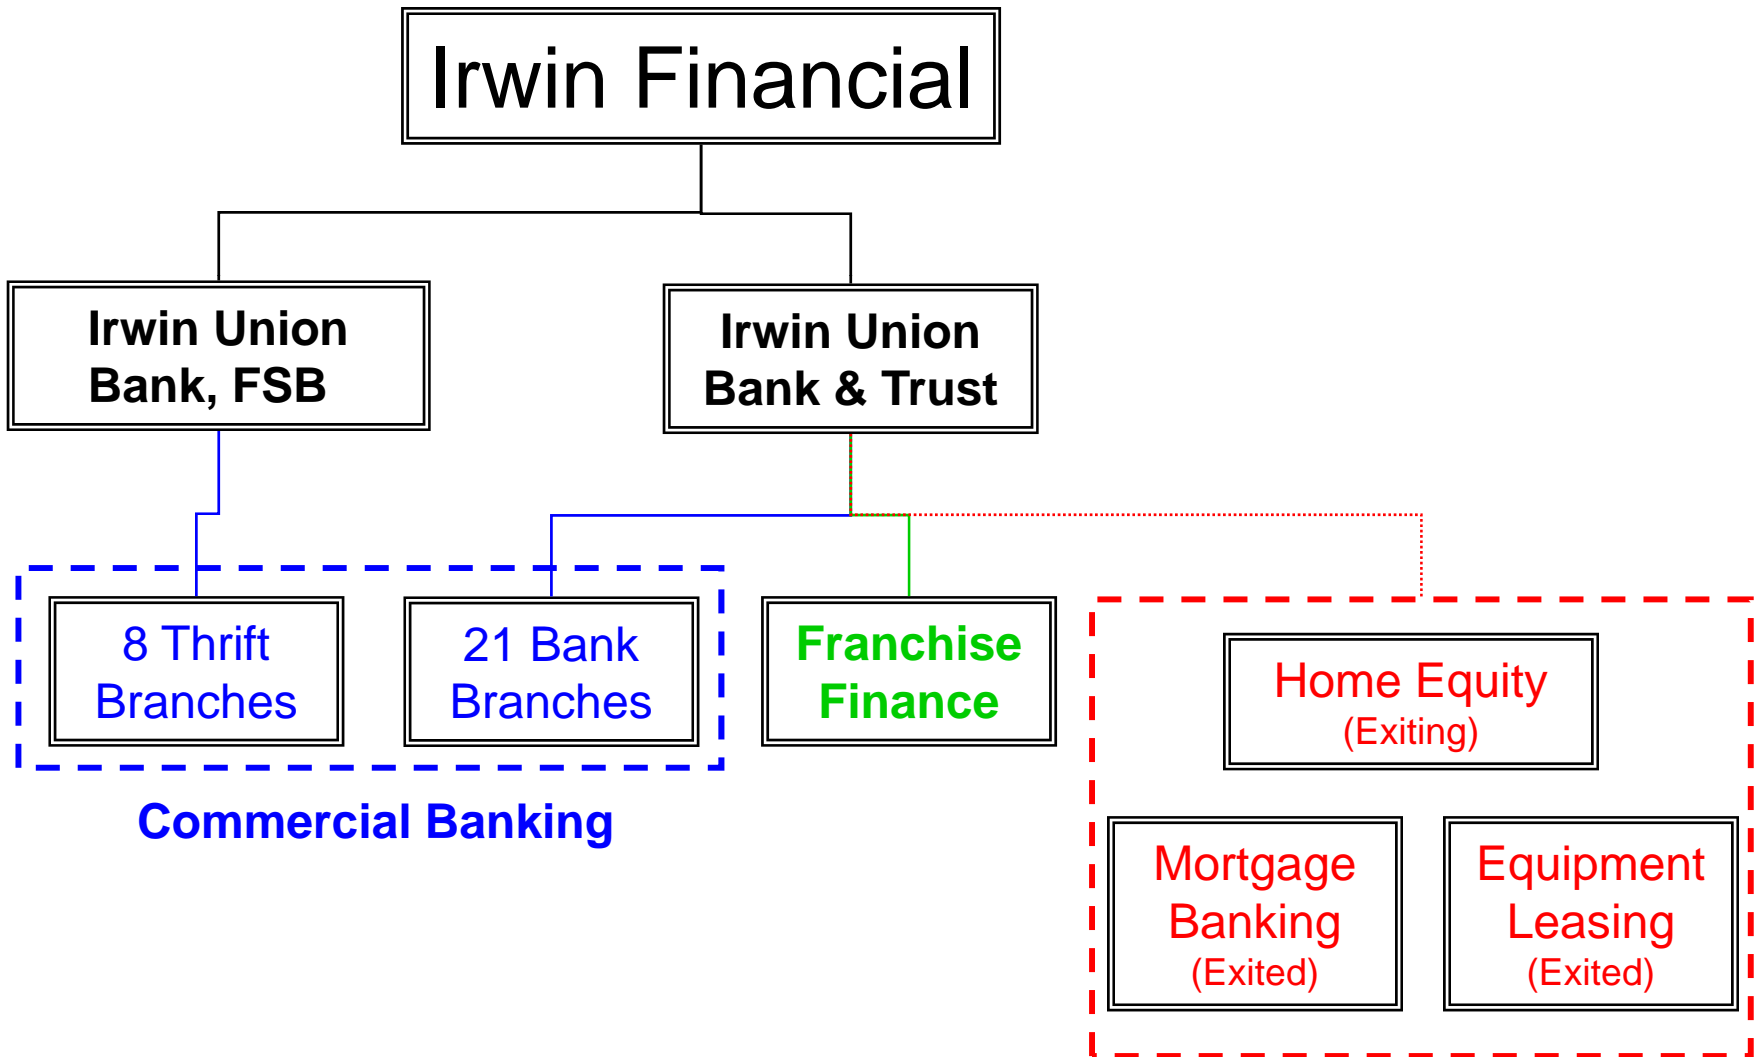 Irwin Financial
Irwin Union
Bank, FSB
Irwin Union
Bank & Trust
8 Thrift
Branches
21 Bank
Branches
Franchise
Finance
Home Equity
(Exiting)
Commercial Banking
Mortgage
Banking
(Exited)
Equipment
Leasing
(Exited)